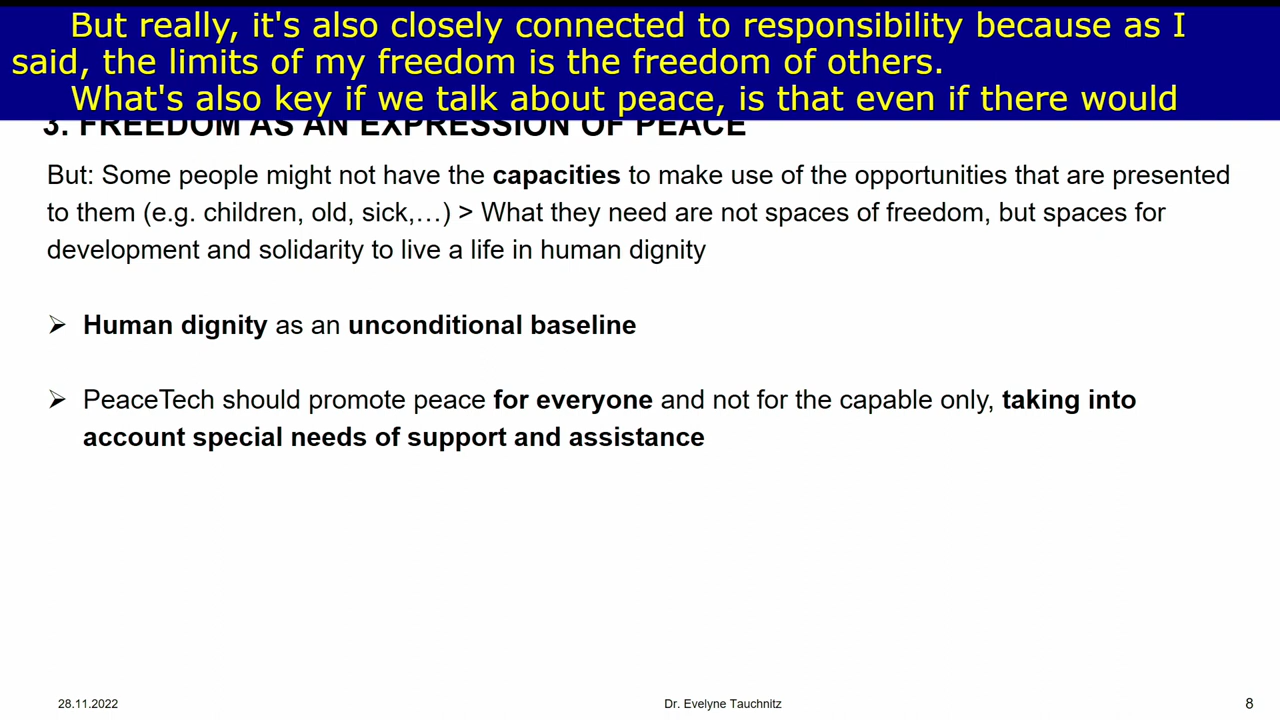 But really, it's also closely connected to responsibility because as I
said, the limits of my freedom is the freedom of others.
What's also key if we talk about peace, is that even if there would
3. FREEDOM AS AN EXPRESSION OF PEACE
But: Some people might not have the capacities to make use of the opportunities that are presented
to them (e.g. children, old, sick,…) > What they need are not spaces of freedom, but spaces for
development and solidarity to live a life in human dignity
➢ Human dignity as an unconditional baseline
➢ PeaceTech should promote peace for everyone and not for the capable only, taking into
account special needs of support and assistance
28.11.2022
Dr. Evelyne Tauchnitz
8